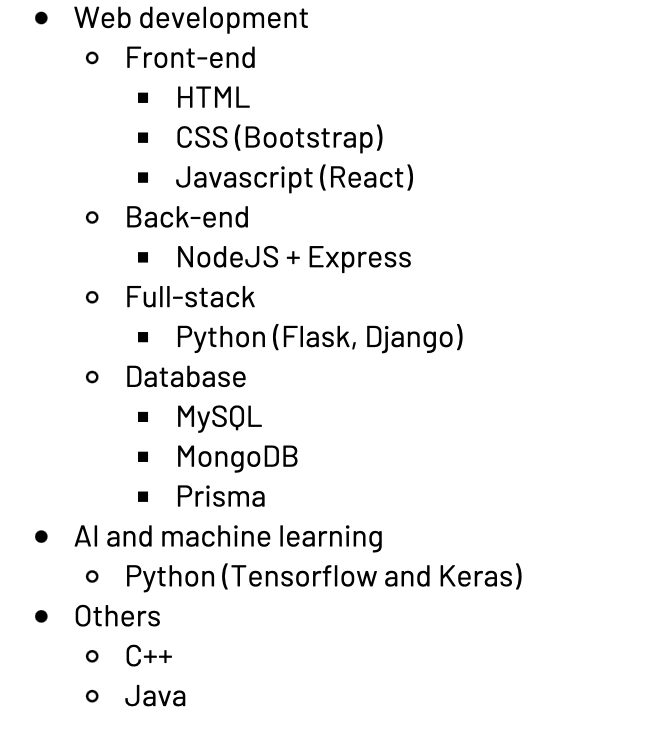 Web development
Front-end
HTML
CSS (Bootstrap)
Javascript (React)
Back-end
NodeJS + Express
Full-stack
Python (Flask, Django)
Database
MySQL
MongoDB
Prisma
AI and machine learning
Python (Tensorflow and Keras)
Others
C++
Java